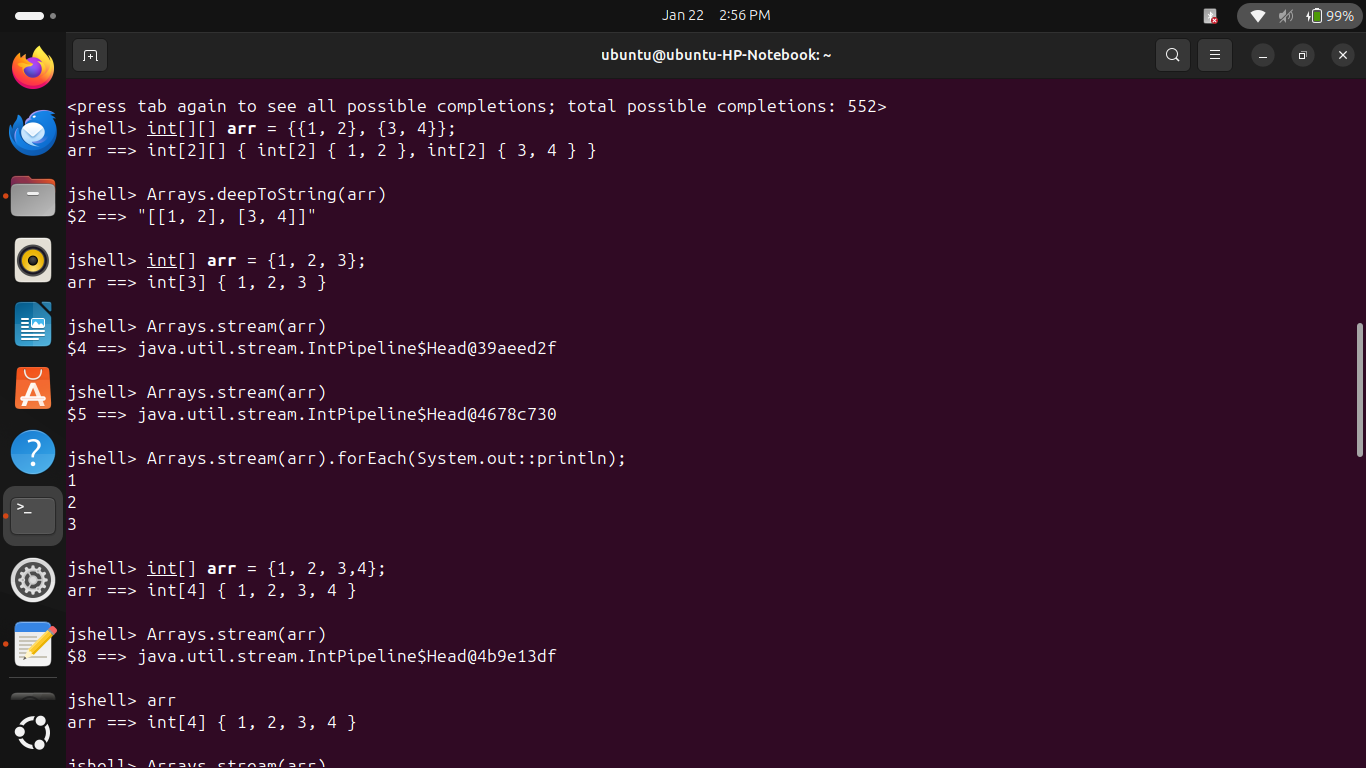 Jan 22 2:56 PM
99%
ubuntu@ubuntu-HP-Notebook: ~
<press tab again to see all possible completions; total possible completions: 552>
jshell> int[][] arr = {{1, 2}, {3, 4}};
arr ==> int[2][] { int[2] { 1, 2 }, int[2] { 3, 4 } }
jshell> Arrays.deepToString(arr)
$2 ==> "[[1, 2], [3, 4]]"
jshell> int[] arr = {1, 2, 3};
arr ==> int[3] { 1, 2, 3 }
jshell> Arrays.stream(arr)
$4 ==> java.util.stream.IntPipeline$Head@39aeed2f
jshell> Arrays.stream(arr)
$5 ==> java.util.stream.IntPipeline$Head@4678c730
jshell> Arrays.stream(arr).forEach(System.out::println);
1
2
3
jshell> int[] arr = {1, 2, 3,4};
arr ==> int[4] { 1, 2, 3, 4 }
jshell> Arrays.stream(arr)
$8 ==> java.util.stream.IntPipeline$Head@4b9e13df
jshell> arr
arr ==> int[4] { 1, 2, 3, 4 }
jshell> Arrays.stream(arr)